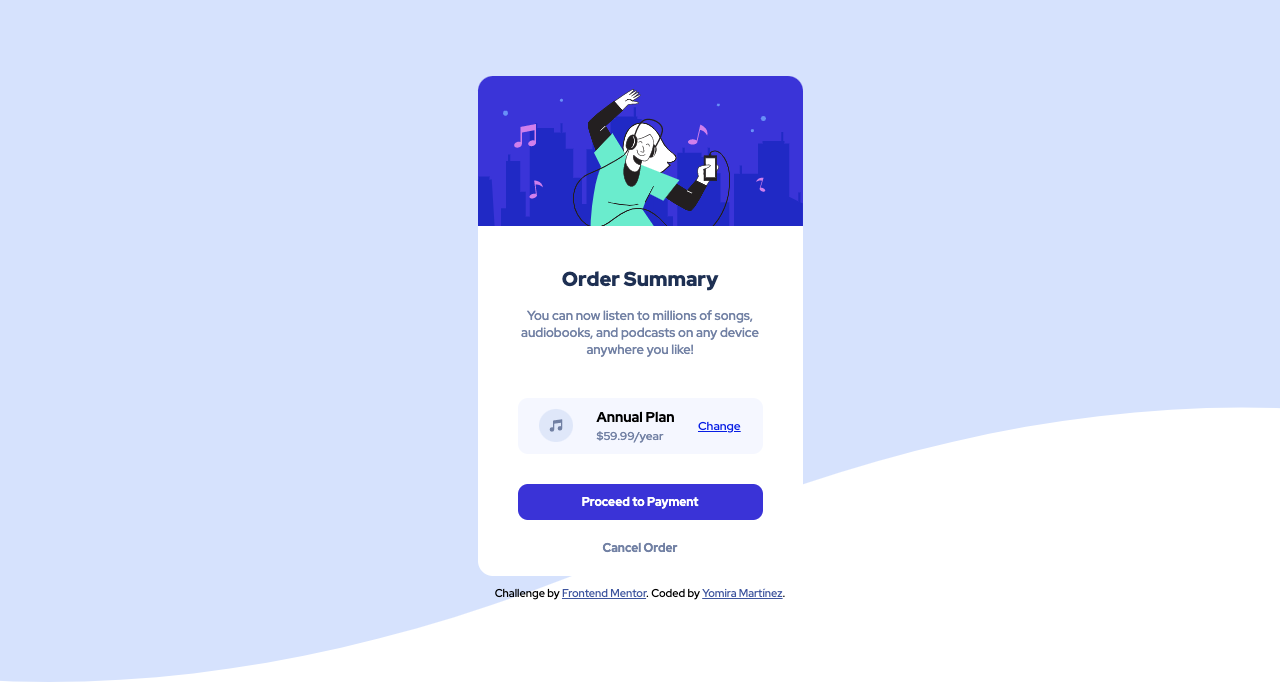 Order Summary
You can now listen to millions of songs,
audiobooks, and podcasts on any device
anywhere you like!
Annual Plan
$59.99/year
Change
Proceed to Payment
Cancel Order
Challenge by Frontend Mentor. Coded by Yomira Martínez.